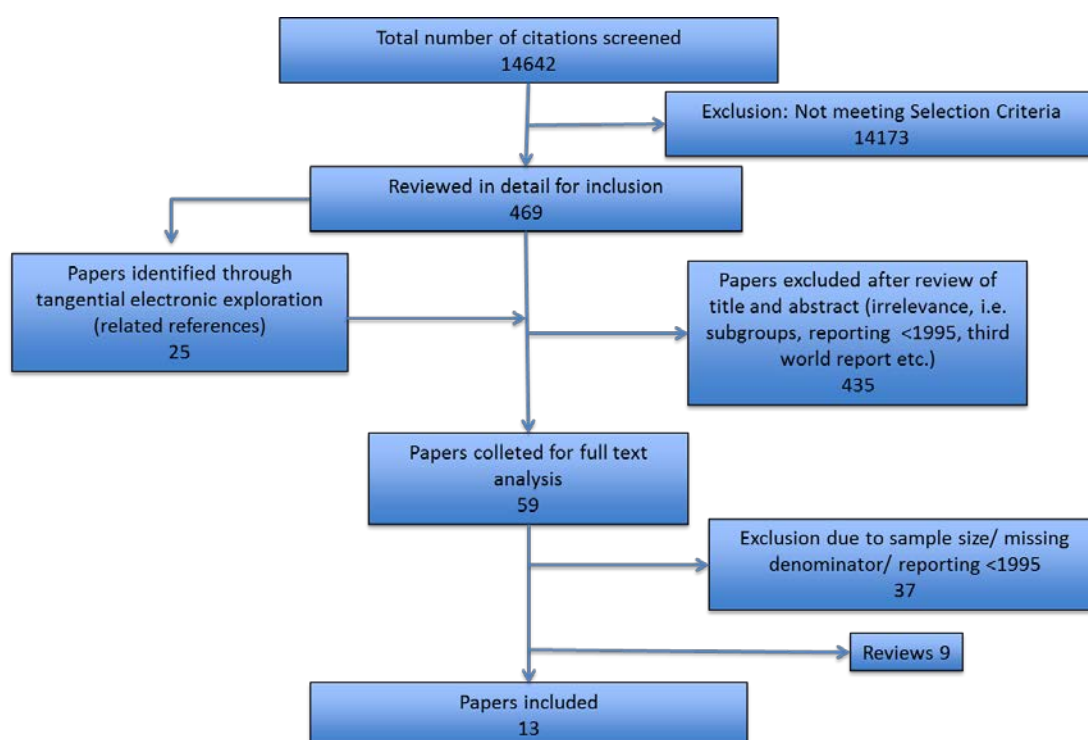 Total number of citations screened
14642
Exclusion: Not meeting Selection Criteria
14173
Reviewed in detail for inclusion
469
Papers identified through
tangential electronic exploration
(related references)
25
Papers excluded after review of
title and abstract (irrelevance, i.e.
subgroups, reporting <1995, third
world report etc.)
435
Papers colleted for full text
analysis
59
Exclusion due to sample size/ missing
denominator/ reporting <1995
37
Reviews 9
Papers included
13